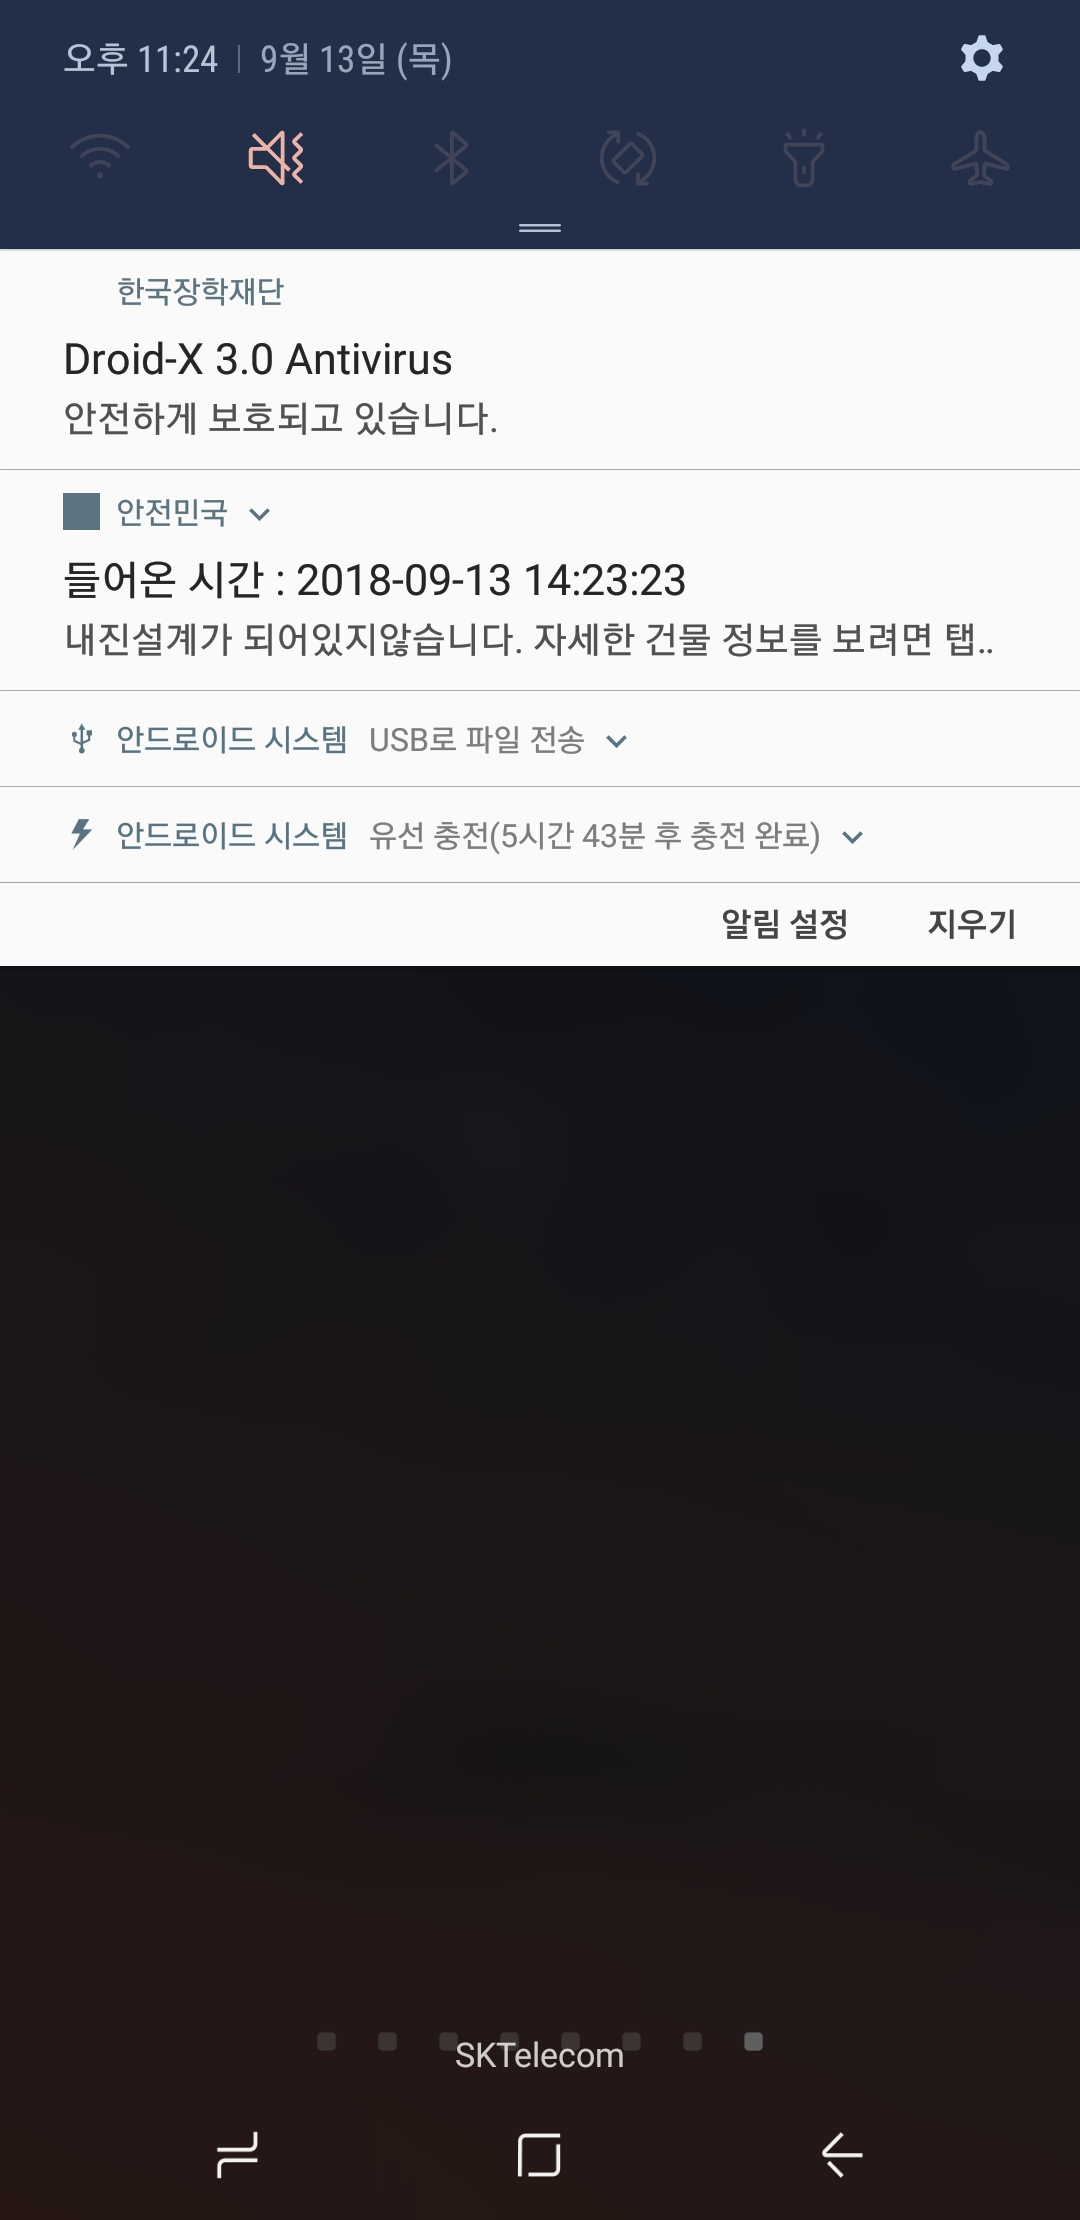 오후 11:24 | 9월 13일 (목)
한국장학재단
Droid-X 3.0 Antivirus
안전하게 보호되고 있습니다.
안전민국
들어온 시간 : 2018-09-13 14:23:23
내진설계가 되어있지않습니다. 자세한 건물 정보를 보려면 탭..
안드로이드 시스템 USB로 파일 전송
안드로이드 시스템 유선 충전(5시간 43분 후 충전 완료)
알림 설정 지우기
SKTelecom